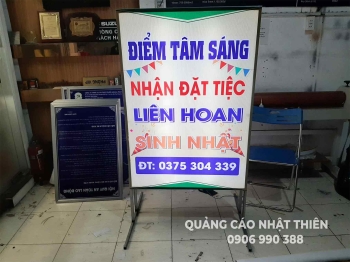 SUZU
ĐIỂM TÂM SÁNG
NHẬN ĐẶT TIỆC
LIÊN HOAN
SINH NHẬT
ĐT: 0375 304 339
QUẢNG CÁO NHẬT THIÊN
0906 990 388